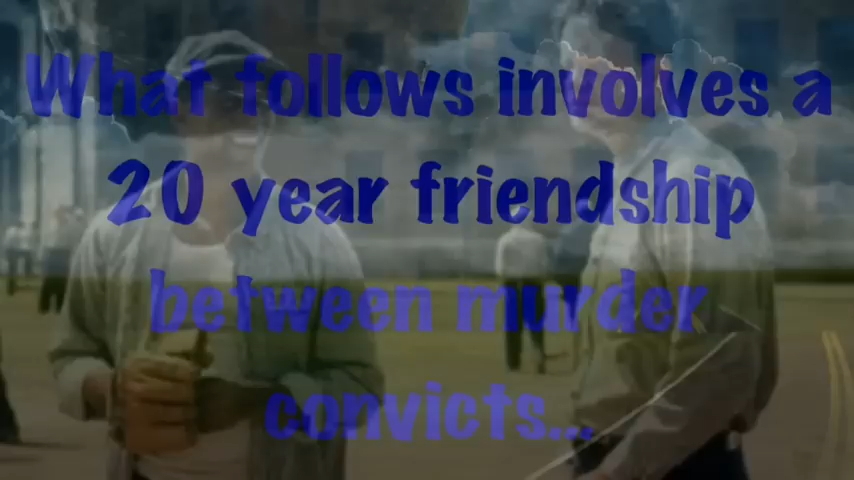 What follows involves a
20 year friendship
between murder
convicts...